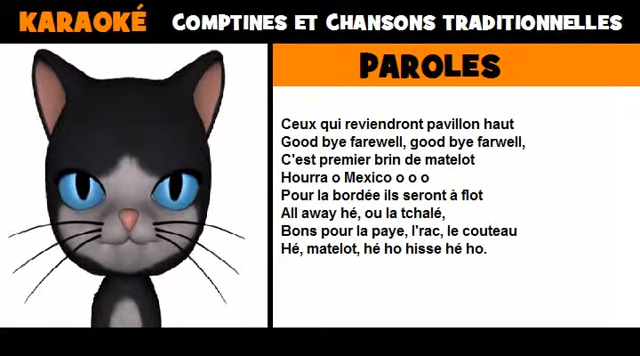 KARAOKÉ COMPTINES ET CHANSONS TRADITIONNELLES
PAROLES
Ceux qui reviendront pavillon haut
Good bye farewell, good bye farwell,
C'est premier brin de matelot
Hourra o Mexico o o o
Pour la bordée ils seront à flot
All away hé, ou la tchalé,
Bons pour la paye, l'rac, le couteau
Hé, matelot, hé ho hisse hé ho.